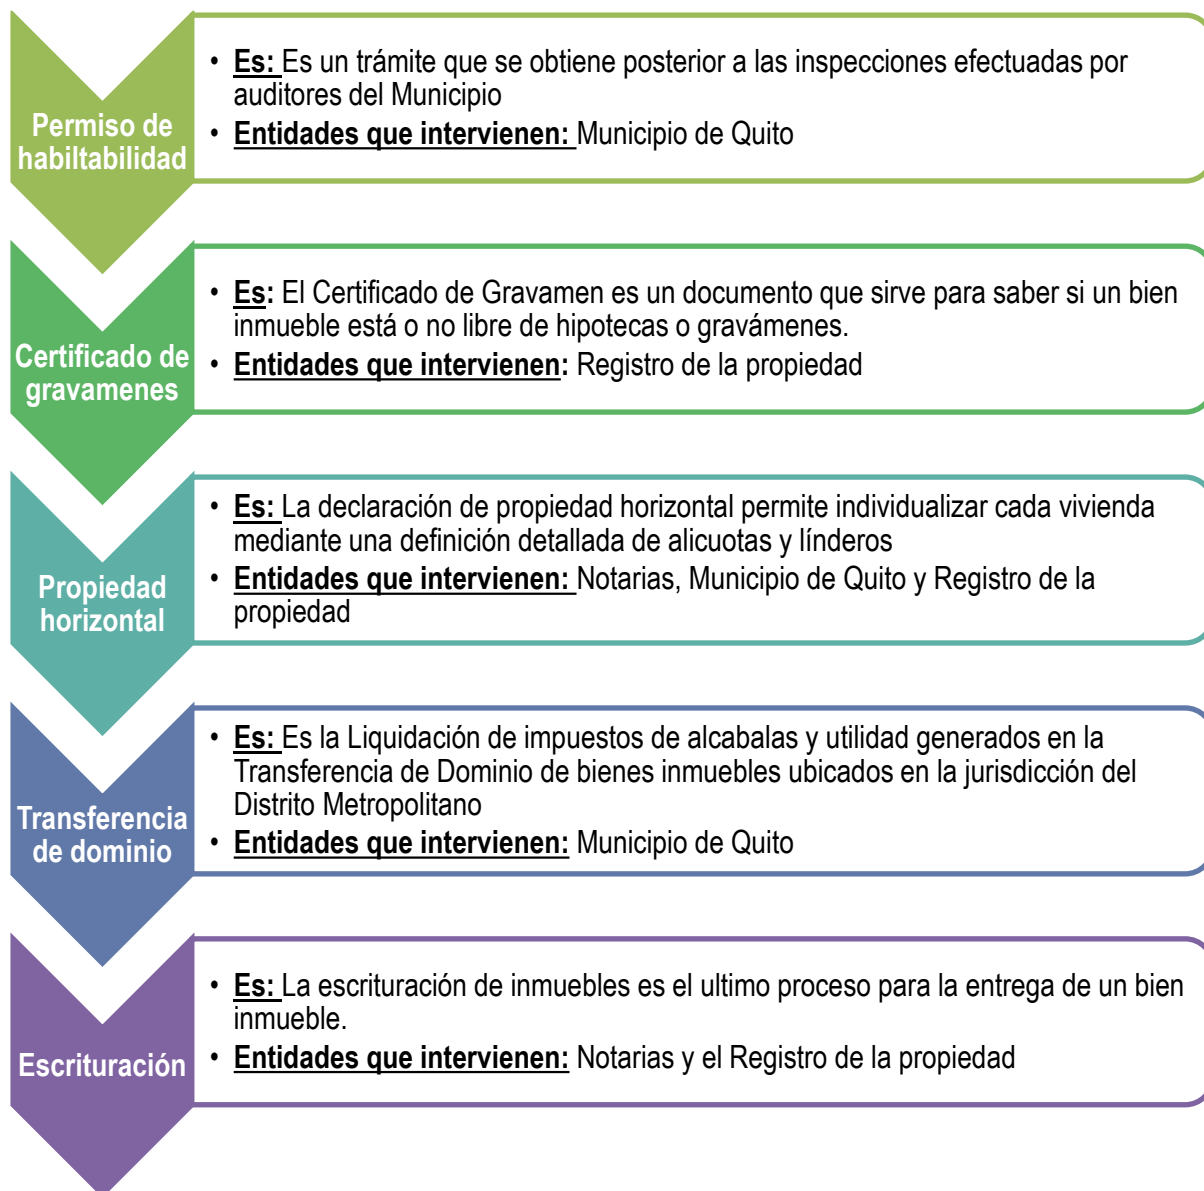 Permiso de
habiltabilidad
• Es: Es un trámite que se obtiene posterior a las inspecciones efectuadas por
auditores del Municipio
• Entidades que intervienen: Municipio de Quito
Certificado de
gravamenes
• Es: El Certificado de Gravamen es un documento que sirve para saber si un bien
inmueble está o no libre de hipotecas o gravámenes.
• Entidades que intervienen: Registro de la propiedad
Propiedad
horizontal
• Es: La declaración de propiedad horizontal permite individualizar cada vivienda
mediante una definición detallada de alicuotas y línderos
• Entidades que intervienen: Notarias, Municipio de Quito y Registro de la
propiedad
Transferencia
de dominio
• Es: Es la Liquidación de impuestos de alcabalas y utilidad generados en la
Transferencia de Dominio de bienes inmuebles ubicados en la jurisdicción del
Distrito Metropolitano
• Entidades que intervienen: Municipio de Quito
Escrituración
• Es: La escrituración de inmuebles es el ultimo proceso para la entrega de un bien
inmueble.
• Entidades que intervienen: Notarias y el Registro de la propiedad